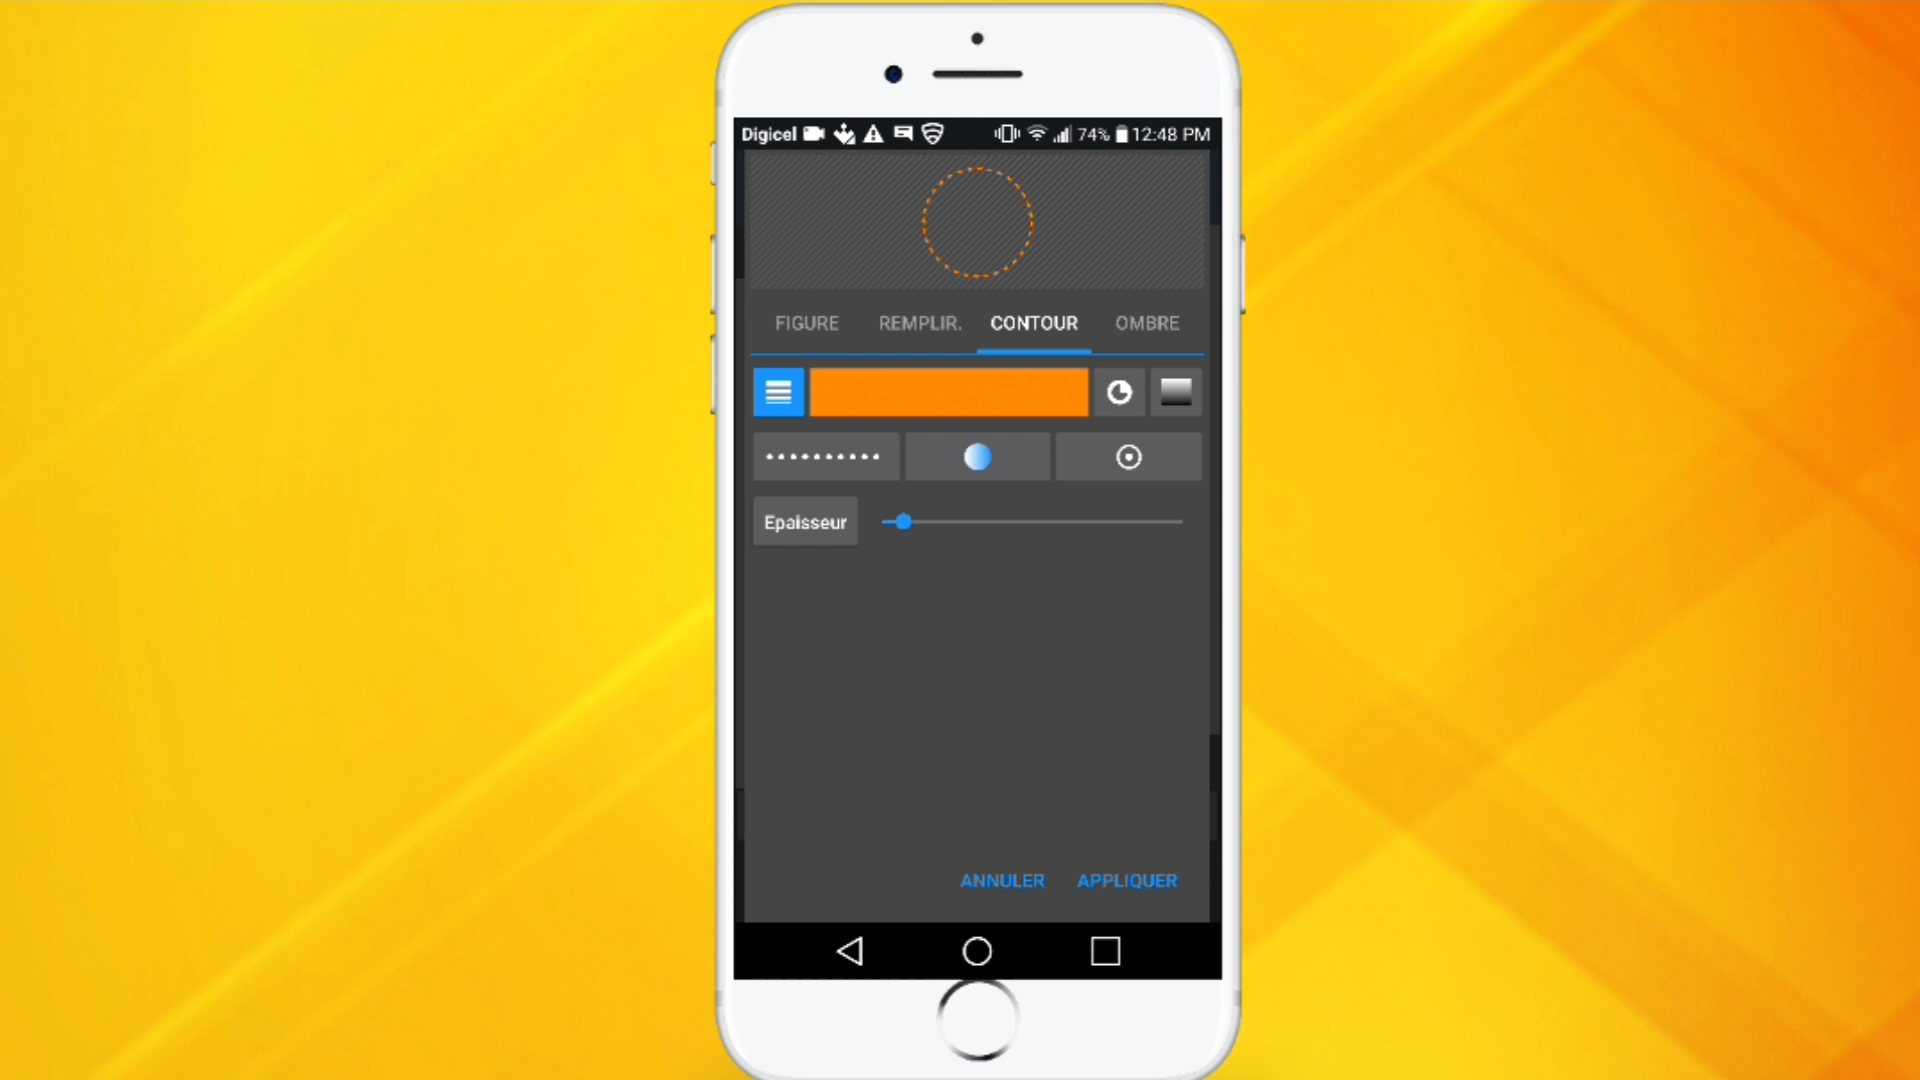 Digicel 74% 12:48 PM
FIGURE REMPLIR. CONTOUR OMBRE
Epaisseur
ANNULER APPLIQUER